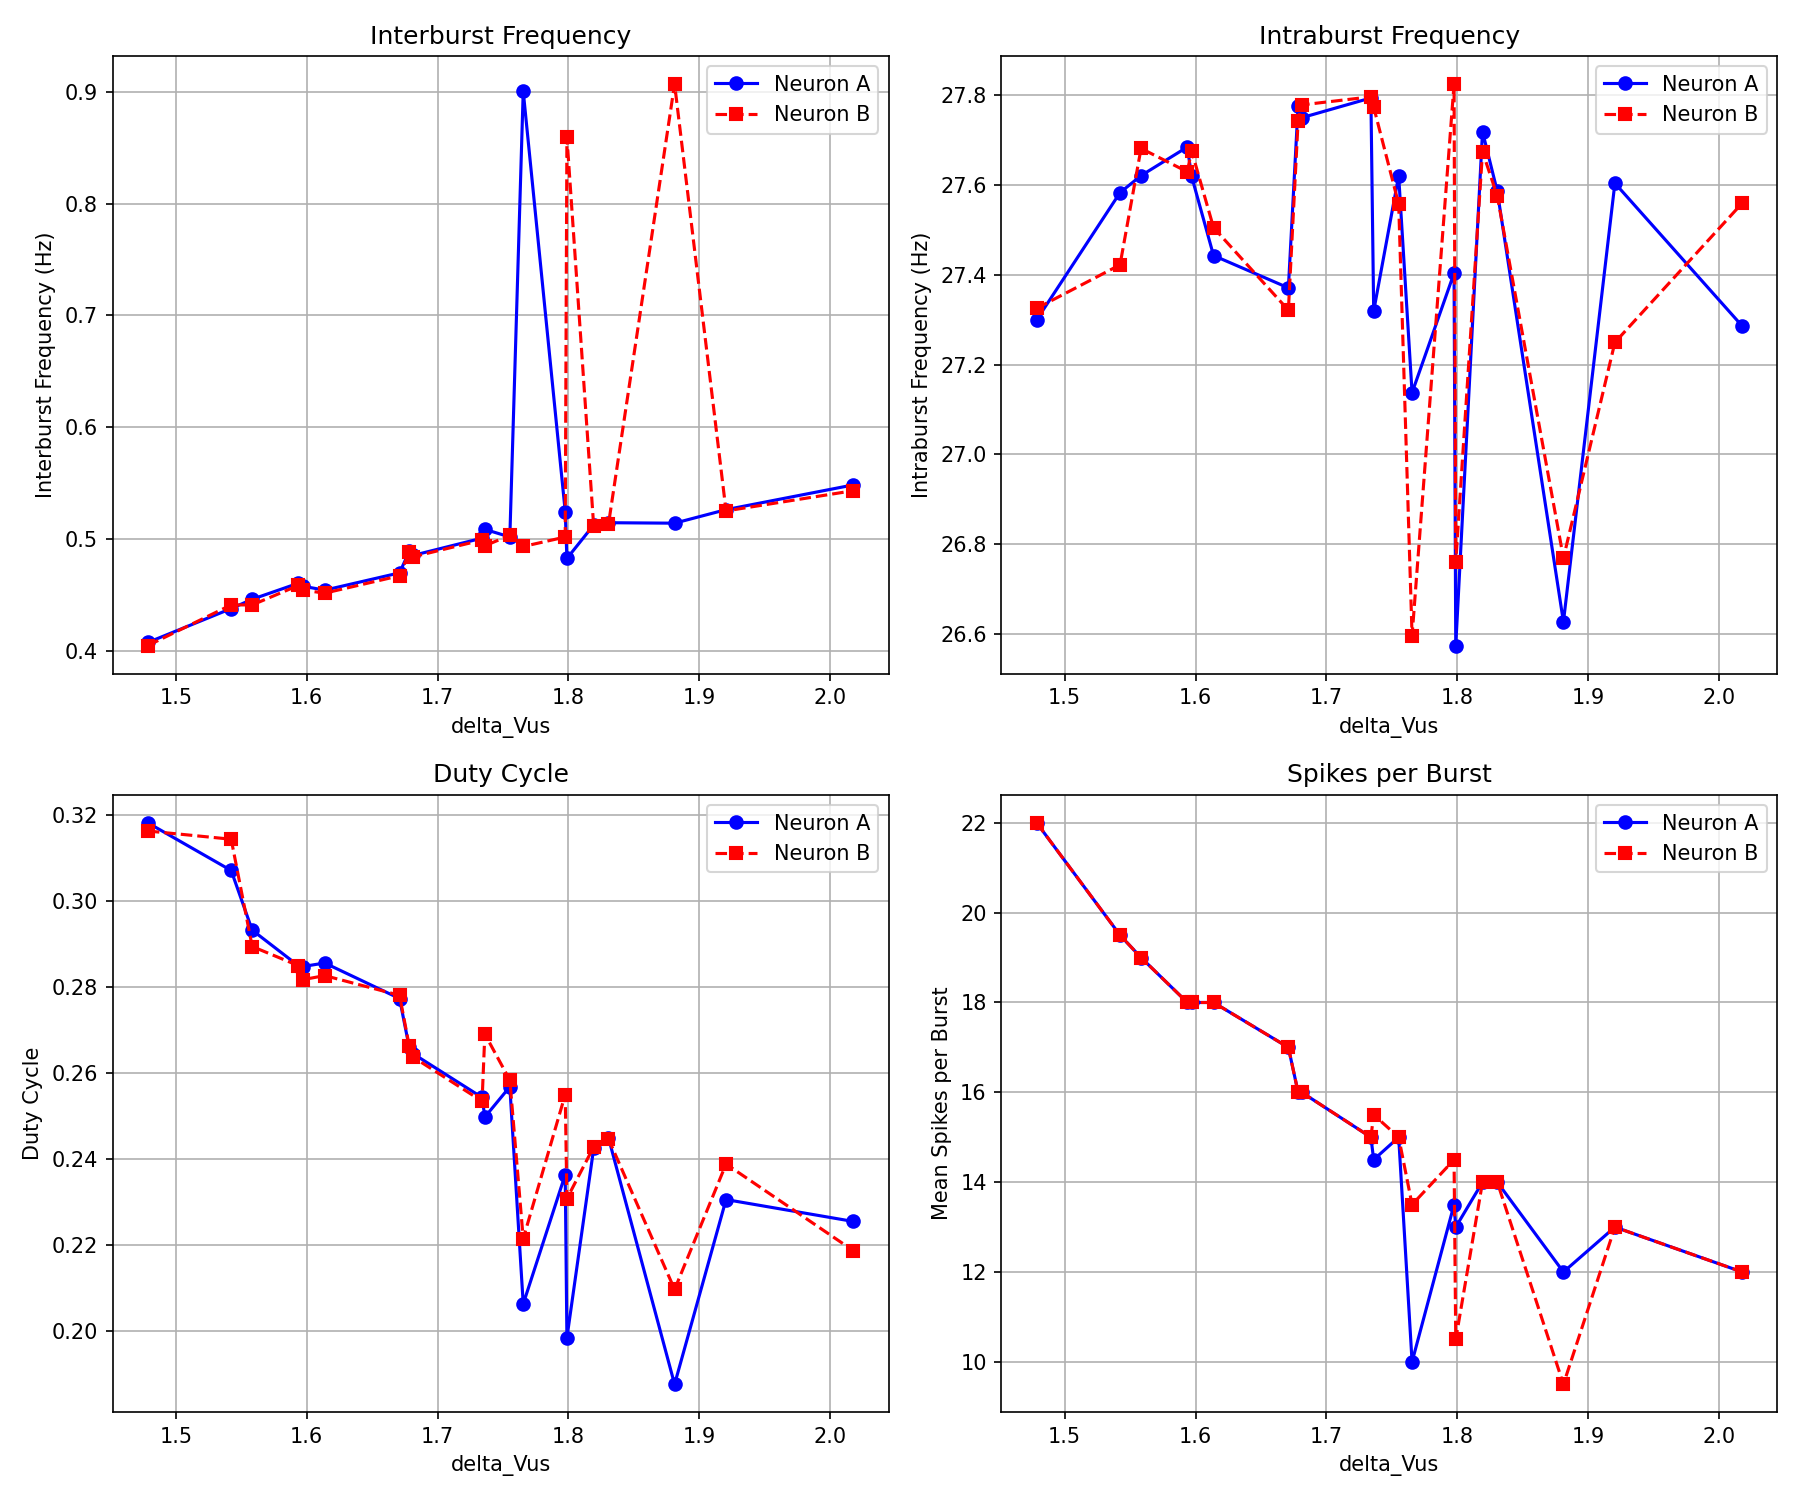 Interburst Frequency
Interburst Frequency (Hz)
0.9
0.8
0.7
0.6
0.5
0.4
Neuron A
Neuron B
1.5 1.6 1.7 1.8 1.9 2.0
delta_Vus
Intraburst Frequency
Intraburst Frequency (Hz)
27.8
27.6
27.4
27.2
27.0
26.8
26.6
Neuron A
Neuron B
1.5 1.6 1.7 1.8 1.9 2.0
delta_Vus
Duty Cycle
Duty Cycle
0.32
0.30
0.28
0.26
0.24
0.22
0.20
Neuron A
Neuron B
1.5 1.6 1.7 1.8 1.9 2.0
delta_Vus
Spikes per Burst
Mean Spikes per Burst
22
20
18
16
14
12
10
Neuron A
Neuron B
1.5 1.6 1.7 1.8 1.9 2.0
delta_Vus